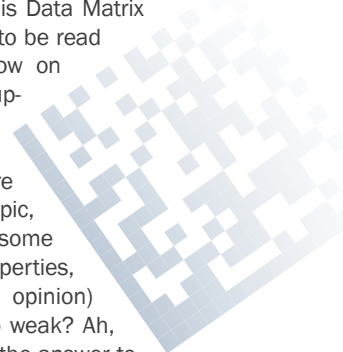 is Data Matrix
to be read
ow on
up-
re
pic,
some
perties,
opinion)
weak? Ah,
the answer to